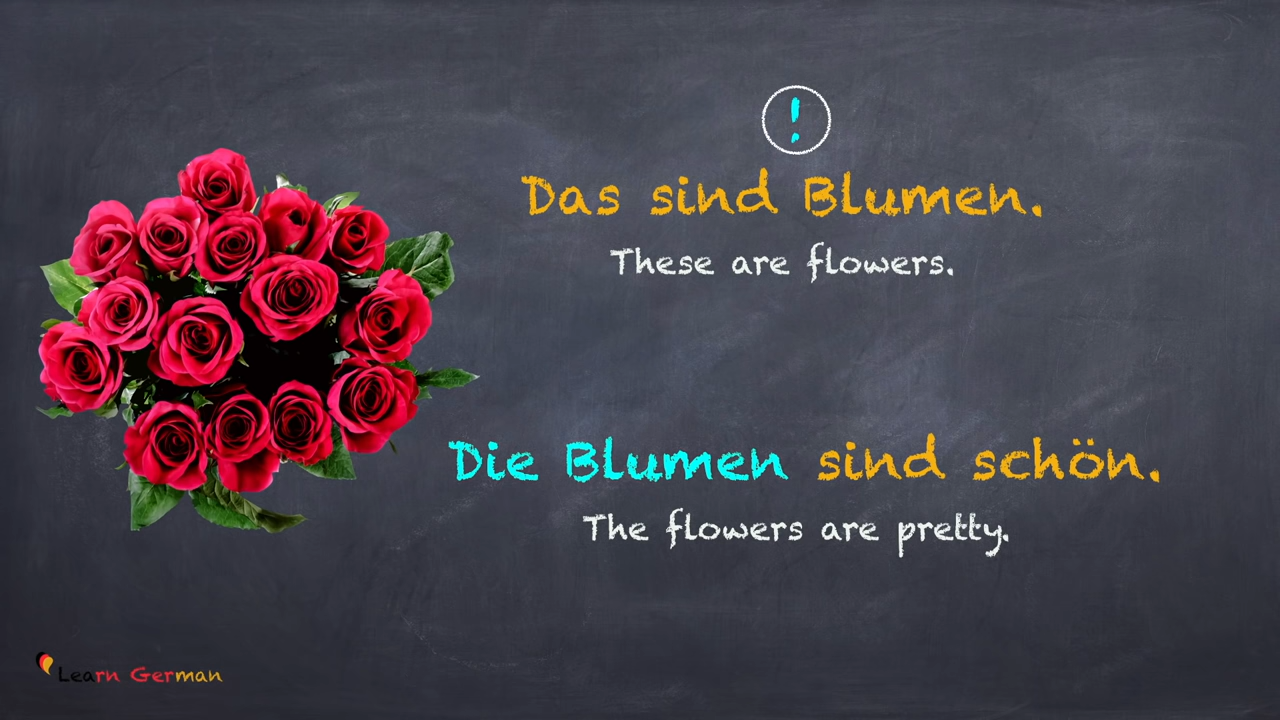 !
Das sind Blumen.
These are flowers.
Die Blumen sind schön.
The flowers are pretty.
Learn German